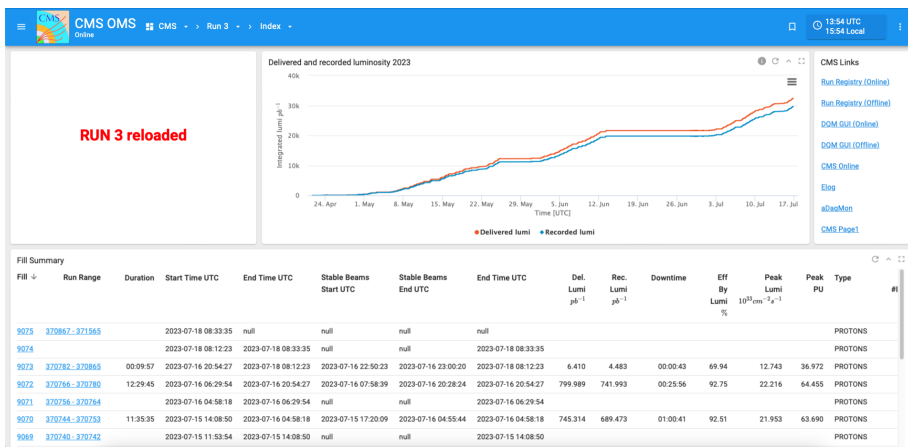 CMS
CMS OMS
Online
CMS > Run 3 > Index
13:54 UTC
15:54 Local
RUN 3 reloaded
Delivered and recorded luminosity 2023
40k
30k
20k
10k
0
Integrated lumi pb⁻¹
24. Apr 1. May 8. May 15. May 22. May 29. May 5. Jun 12. Jun 19. Jun 26. Jun 3. Jul 10. Jul 17. Jul
Time [UTC]
Delivered lumi Recorded lumi
CMS Links
Run Registry (Online)
Run Registry (Offline)
DQM GUI (Online)
DQM GUI (Offline)
CMS Online
Elog
aDaqMon
CMS Page1
Fill Summary
Fill ↓ Run Range Duration Start Time UTC End Time UTC Stable Beams Start UTC Stable Beams End UTC End Time UTC Del. Lumi pb⁻¹ Rec. Lumi pb⁻¹ Downtime Eff By Lumi % Peak Lumi 10³³cm⁻²s⁻¹ Peak PU Type
9075 370867 - 371565 2023-07-18 08:33:35 null null null null PROTONS
9074 2023-07-18 08:12:23 2023-07-18 08:33:35 null null 2023-07-18 08:33:35 PROTONS
9073 370782 - 370865 00:09:57 2023-07-16 20:54:27 2023-07-18 08:12:23 2023-07-16 22:50:23 2023-07-16 23:00:20 2023-07-18 08:12:23 6.410 4.483 00:00:43 69.94 12.743 36.972 PROTONS
9072 370766 - 370780 12:29:45 2023-07-16 06:29:54 2023-07-16 20:54:27 2023-07-16 07:58:39 2023-07-16 20:28:24 2023-07-16 20:54:27 799.989 741.993 00:25:56 92.75 22.216 64.455 PROTONS
9071 370756 - 370764 2023-07-16 04:58:18 2023-07-16 06:29:54 null null 2023-07-16 06:29:54 PROTONS
9070 370744 - 370753 11:35:35 2023-07-15 14:08:50 2023-07-16 04:58:18 2023-07-15 17:20:09 2023-07-16 04:55:44 2023-07-16 04:58:18 745.314 689.473 01:00:41 92.51 21.953 63.690 PROTONS
9069 370740 - 370742 2023-07-15 11:53:54 2023-07-15 14:08:50 null null 2023-07-15 14:08:50 PROTONS